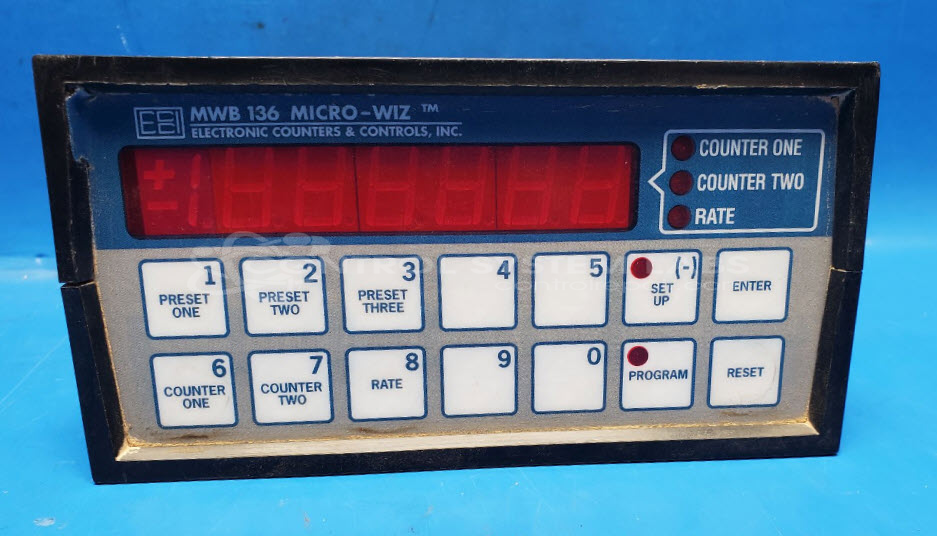 EECI MWB 136 MICRO-WIZ ™
ELECTRONIC COUNTERS & CONTROLS, INC.
COUNTER ONE
COUNTER TWO
RATE
1 PRESET ONE
2 PRESET TWO
3 PRESET THREE
4
5
(-) SET UP
ENTER
6 COUNTER ONE
7 COUNTER TWO
8 RATE
9
0
PROGRAM
RESET